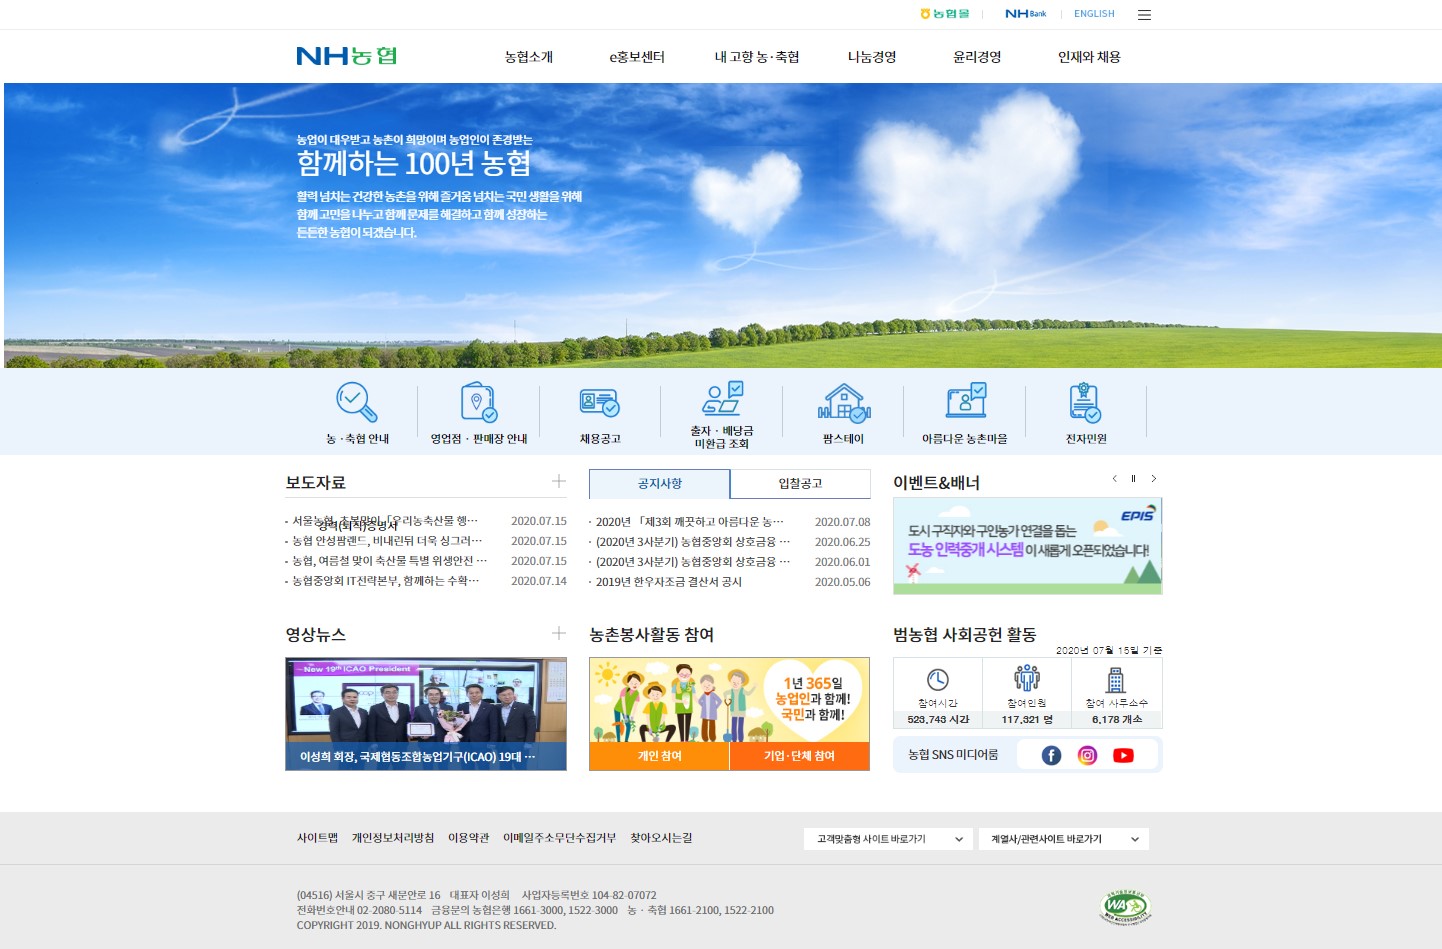 농협몰
NH Bank
ENGLISH
NH농협
농협소개
e홍보센터
내 고향 농·축협
나눔경영
윤리경영
인재와 채용
농업이 대우받고 농촌이 희망이며 농업인이 존경받는
함께하는 100년 농협
활력 넘치는 건강한 농촌을 위해 즐거움 넘치는 국민 생활을 위해
함께 고민을 나누고 함께 문제를 해결하고 함께 성장하는
든든한 농협이 되겠습니다.
농·축협 안내
영업점 · 판매장 안내
채용공고
출자 · 배당금
미환급 조회
팜스테이
아름다운 농촌마을
전자민원
보도자료
서울농협, 초복맞이「우리농축산물 행··· 2020.07.15
경력(퇴직)증명서
농협 안성팜랜드, 비내린뒤 더욱 싱그러··· 2020.07.15
농협, 여름철 맞이 축산물 특별 위생안전 ··· 2020.07.15
농협중앙회 IT전략본부, 함께하는 수확··· 2020.07.14
공지사항
입찰공고
2020년 「제3회 깨끗하고 아름다운 농··· 2020.07.08
(2020년 3사분기) 농협중앙회 상호금융 ··· 2020.06.25
(2020년 3사분기) 농협중앙회 상호금융 ··· 2020.06.01
2019년 한우자조금 결산서 공시 2020.05.06
이벤트&배너
EPIS
도시 구직자와 구인농가 연결을 돕는
도농 인력중개 시스템이 새롭게 오픈되었습니다!
영상뉴스
New 19th ICAO President
이성희 회장, 국제협동조합농업기구(ICAO) 19대 ···
농촌봉사활동 참여
1년 365일
농업인과 함께!
국민과 함께!
개인 참여
기업·단체 참여
범농협 사회공헌 활동
2020년 07월 15일 기준
참여시간
523,743 시간
참여인원
117,321 명
참여 사무소수
6,178 개소
농협 SNS 미디어룸
사이트맵 개인정보처리방침 이용약관 이메일주소무단수집거부 찾아오시는길
고객맞춤형 사이트 바로가기
계열사/관련사이트 바로가기
(04516) 서울시 중구 새문안로 16 대표자 이성희 사업자등록번호 104-82-07072
전화번호안내 02-2080-5114 금융문의 농협은행 1661-3000, 1522-3000 농·축협 1661-2100, 1522-2100
COPYRIGHT 2019. NONGHYUP ALL RIGHTS RESERVED.
WA
WEB ACCESSIBILITY